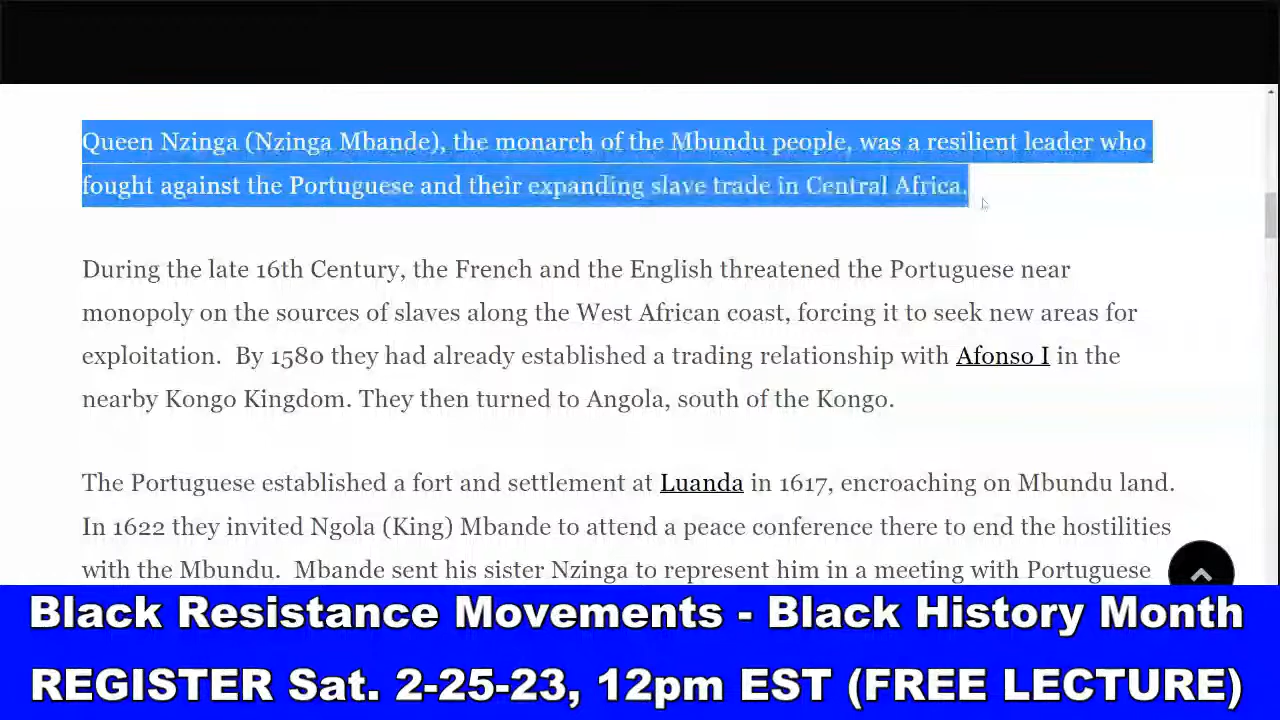 Queen Nzinga (Nzinga Mbande), the monarch of the Mbundu people, was a resilient leader who
fought against the Portuguese and their expanding slave trade in Central Africa.
During the late 16th Century, the French and the English threatened the Portuguese near
monopoly on the sources of slaves along the West African coast, forcing it to seek new areas for
exploitation.  By 1580 they had already established a trading relationship with Afonso I in the
nearby Kongo Kingdom. They then turned to Angola, south of the Kongo.
The Portuguese established a fort and settlement at Luanda in 1617, encroaching on Mbundu land.
In 1622 they invited Ngola (King) Mbande to attend a peace conference there to end the hostilities
with the Mbundu.  Mbande sent his sister Nzinga to represent him in a meeting with Portuguese
Black Resistance Movements - Black History Month
REGISTER Sat. 2-25-23, 12pm EST (FREE LECTURE)